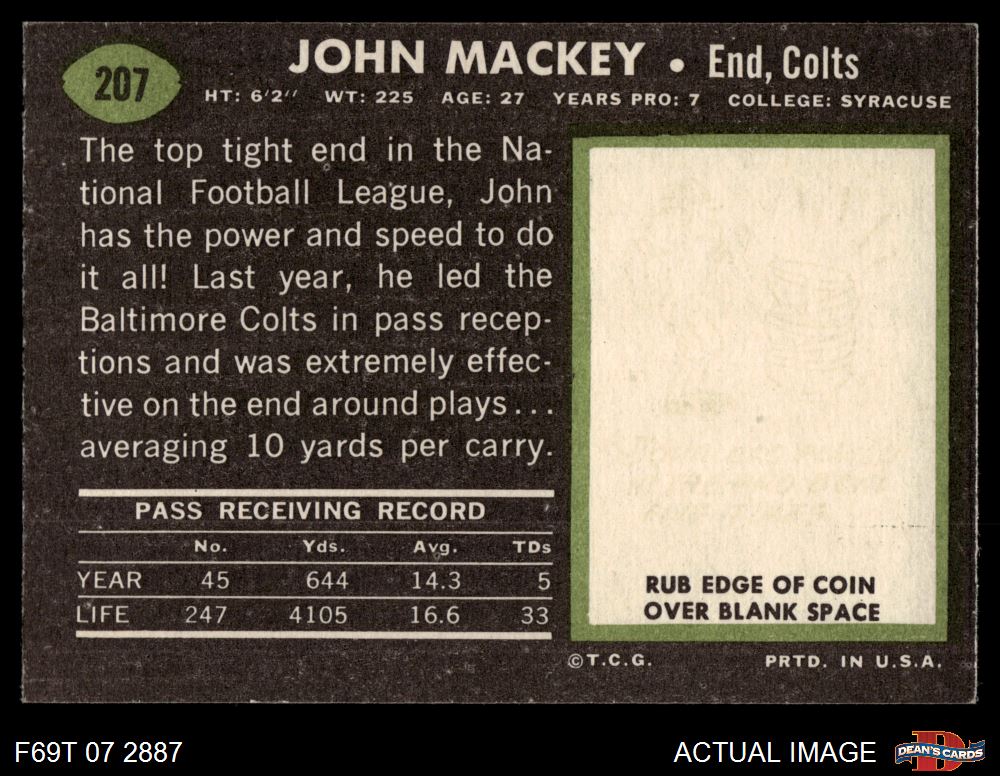 207
JOHN MACKEY • End, Colts
HT: 6'2'' WT: 225 AGE: 27 YEARS PRO: 7 COLLEGE: SYRACUSE
The top tight end in the Na-
tional Football League, John
has the power and speed to do
it all! Last year, he led the
Baltimore Colts in pass recep-
tions and was extremely effec-
tive on the end around plays...
averaging 10 yards per carry.
PASS RECEIVING RECORD
No. Yds. Avg. TDs
YEAR 45 644 14.3 5
LIFE 247 4105 16.6 33
RUB EDGE OF COIN
OVER BLANK SPACE
©T.C.G. PRTD. IN U.S.A.
F69T 07 2887
ACTUAL IMAGE
D
DEAN'S CARDS